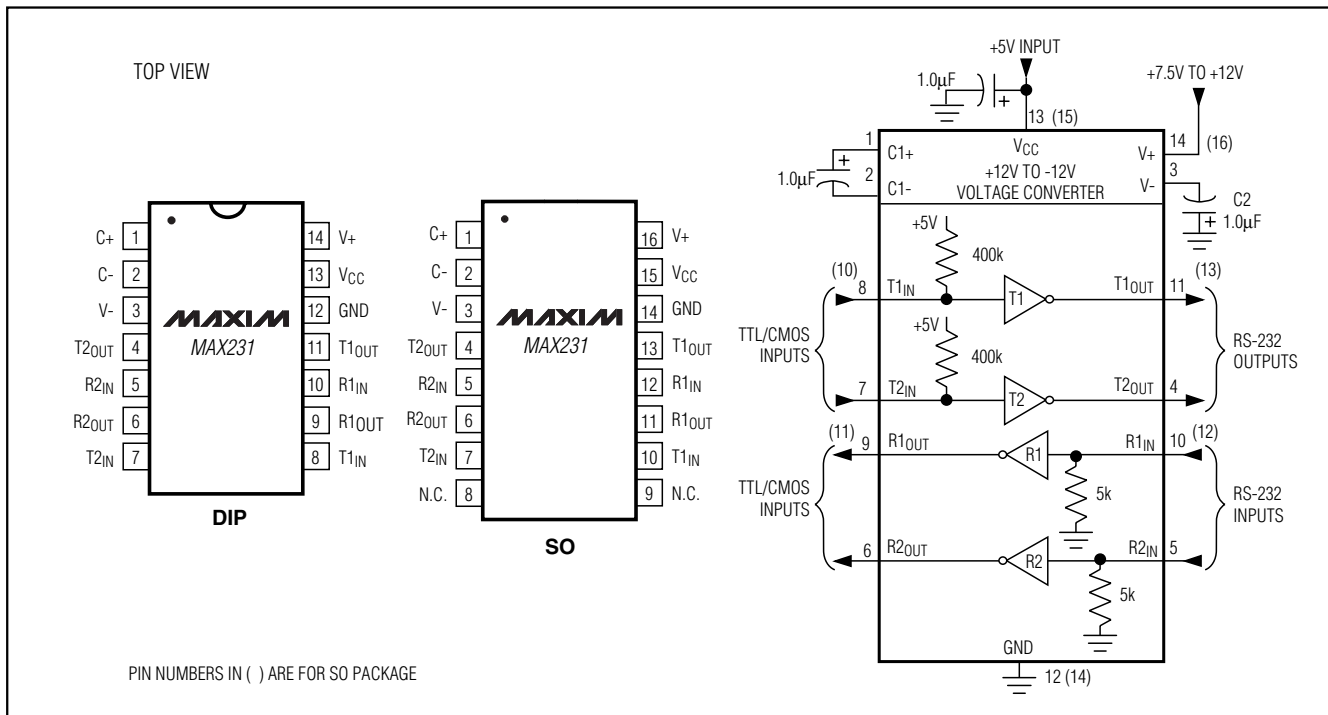 TOP VIEW
C+ 1
C- 2
V- 3
T2OUT 4
R2IN 5
R2OUT 6
T2IN 7
14 V+
13 VCC
12 GND
11 T1OUT
10 R1IN
9 R1OUT
8 T1IN
MAXIM
MAX231
DIP
C+ 1
C- 2
V- 3
T2OUT 4
R2IN 5
R2OUT 6
T2IN 7
N.C. 8
16 V+
15 VCC
14 GND
13 T1OUT
12 R1IN
11 R1OUT
10 T1IN
9 N.C.
MAXIM
MAX231
SO
PIN NUMBERS IN ( ) ARE FOR SO PACKAGE
+5V INPUT
1.0µF
+
+7.5V TO +12V
13 (15)
VCC
1
C1+
+
1.0µF
2
C1-
+12V TO -12V
VOLTAGE CONVERTER
14 (16)
V+
3
V-
C2
+ 1.0µF
+5V
400k
(10)
8
T1IN
T1
T1OUT
11
(13)
+5V
400k
TTL/CMOS
INPUTS
RS-232
OUTPUTS
7
T2IN
T2
T2OUT
4
(11)
9
R1OUT
R1
R1IN
10
(12)
5k
TTL/CMOS
INPUTS
RS-232
INPUTS
6
R2OUT
R2
R2IN
5
5k
GND
12 (14)